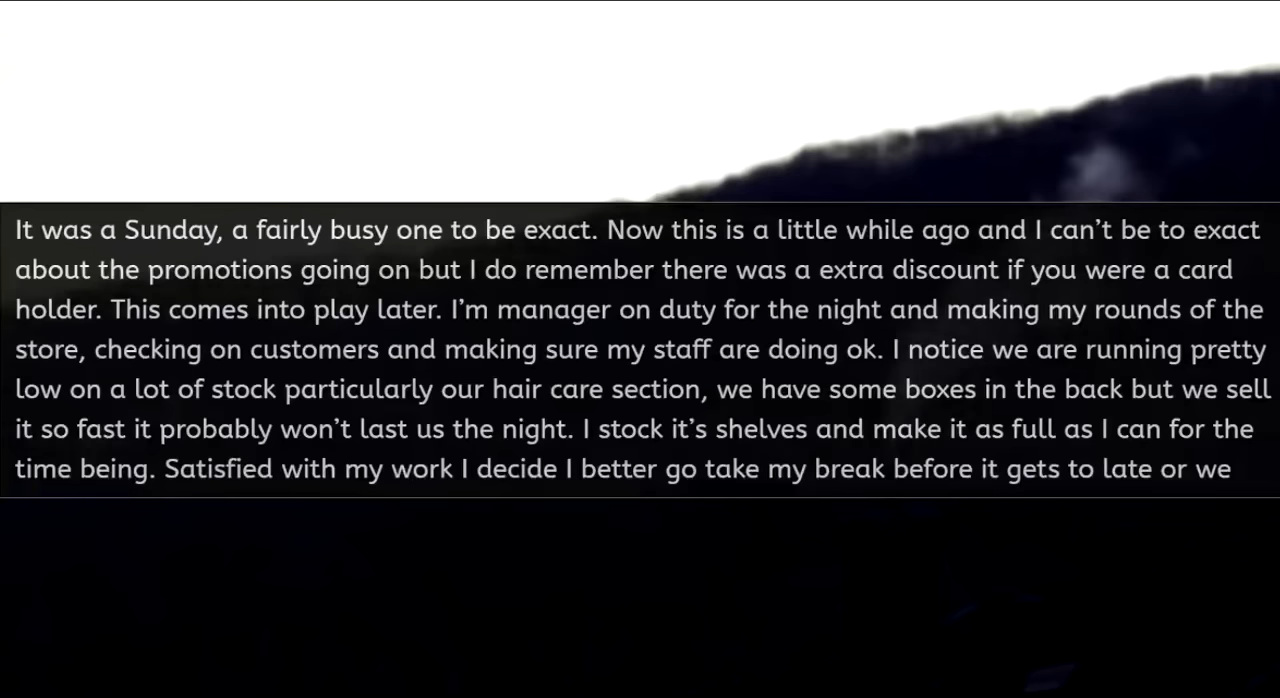 It was a Sunday, a fairly busy one to be exact. Now this is a little while ago and I can’t be to exact
about the promotions going on but I do remember there was a extra discount if you were a card
holder. This comes into play later. I’m manager on duty for the night and making my rounds of the
store, checking on customers and making sure my staff are doing ok. I notice we are running pretty
low on a lot of stock particularly our hair care section, we have some boxes in the back but we sell
it so fast it probably won’t last us the night. I stock it’s shelves and make it as full as I can for the
time being. Satisfied with my work I decide I better go take my break before it gets to late or we